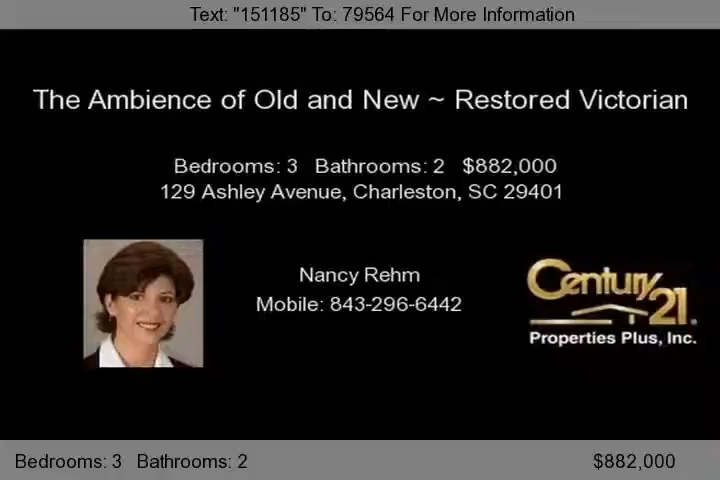 Text: "151185" To: 79564 For More Information
The Ambience of Old and New ~ Restored Victorian
Bedrooms: 3 Bathrooms: 2 $882,000
129 Ashley Avenue, Charleston, SC 29401
Nancy Rehm
Mobile: 843-296-6442
Century 21®
Properties Plus, Inc.
Bedrooms: 3 Bathrooms: 2 $882,000